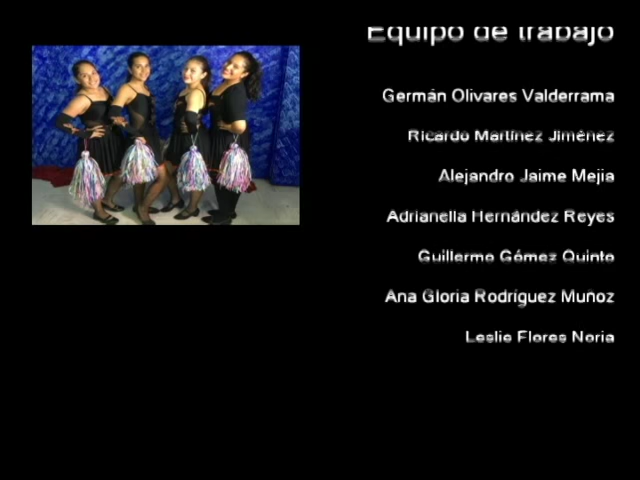 Equipo de trabajo
Germán Olivares Valderrama
Ricardo Martínez Jiménez
Alejandro Jaime Mejia
Adrianella Hernández Reyes
Guillermo Gómez Quinto
Ana Gloria Rodríguez Muñoz
Leslie Flores Noria